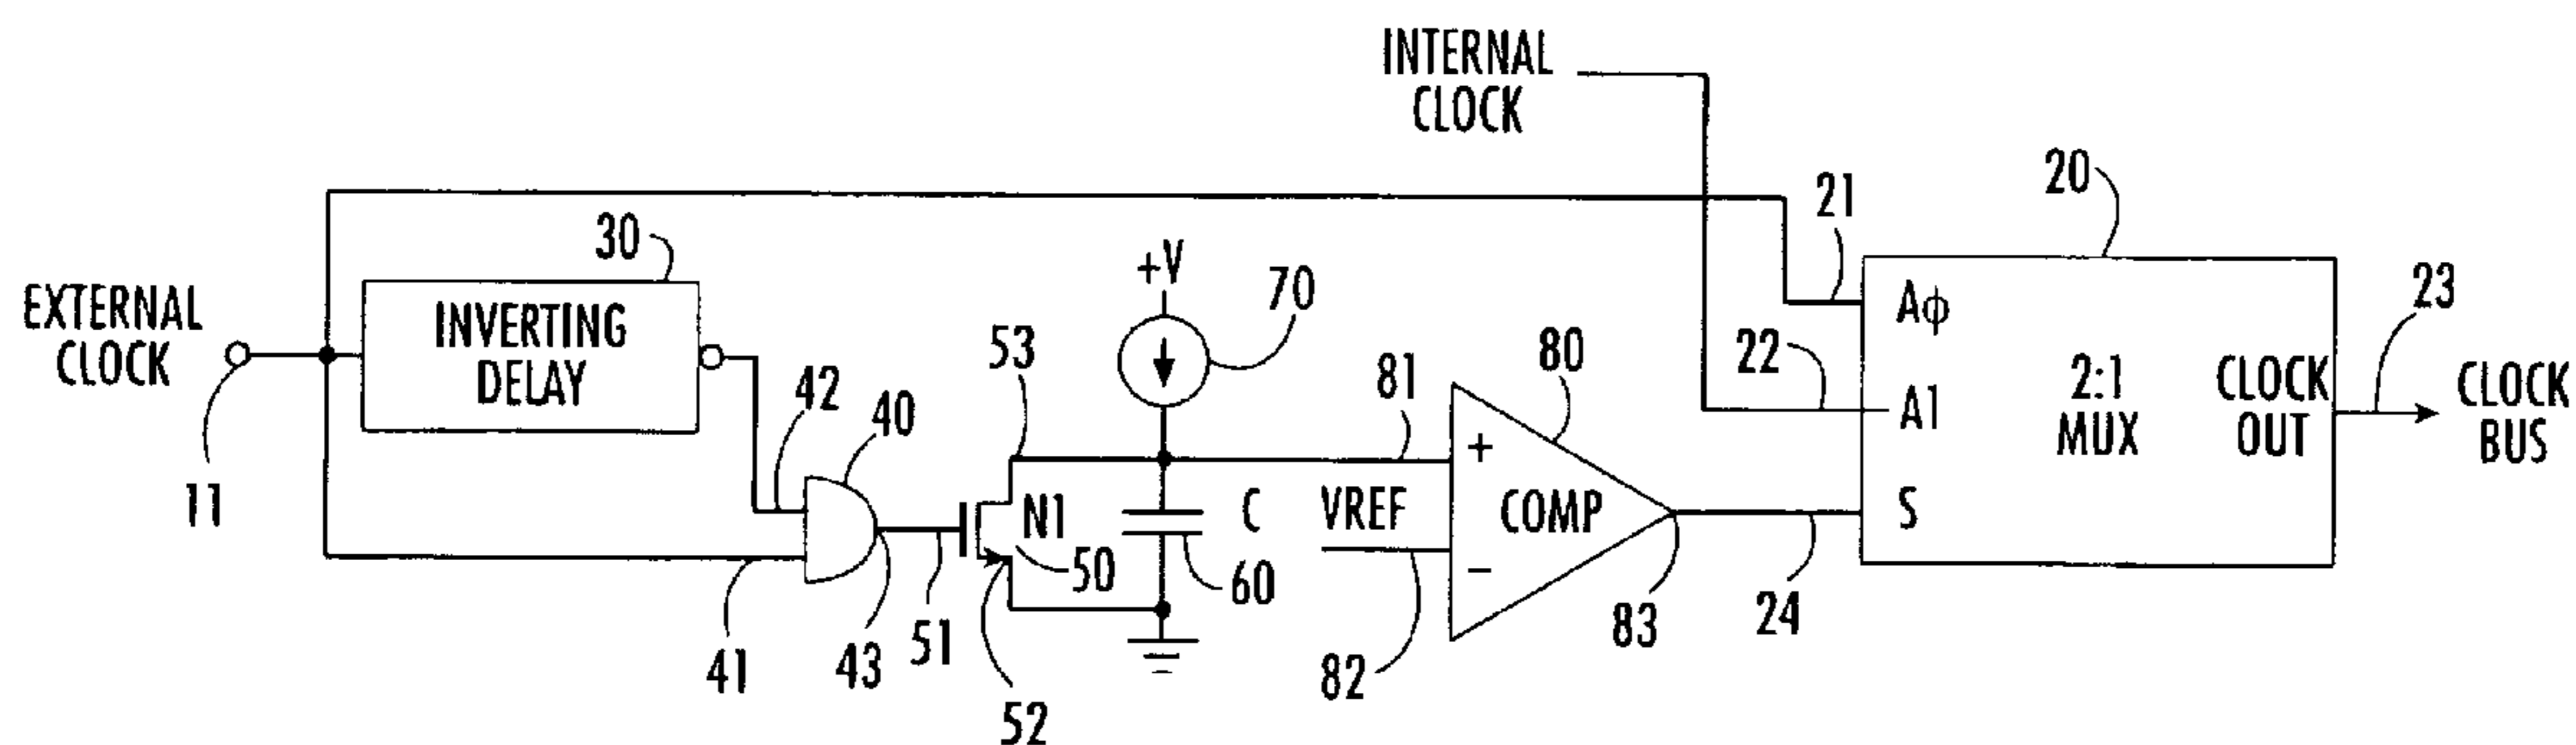 INTERNAL
CLOCK
EXTERNAL
CLOCK
11
30
INVERTING
DELAY
42
40
41
43
51
N1
50
52
53
+V
70
C
60
81
VREF
82
80
+
COMP
−
83
24
21
22
20
Aϕ
A1
S
2:1
MUX
CLOCK
OUT
23
CLOCK
BUS